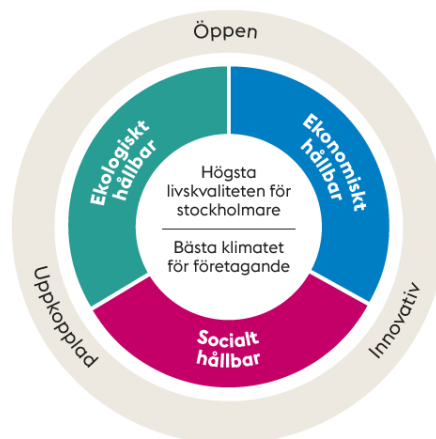 Öppen
Ekologiskt
hållbar
Ekonomiskt
hållbar
Högsta
livskvaliteten för
stockholmare
Bästa klimatet
för företagande
Uppkopplad
Innovativ
Socialt
hållbar